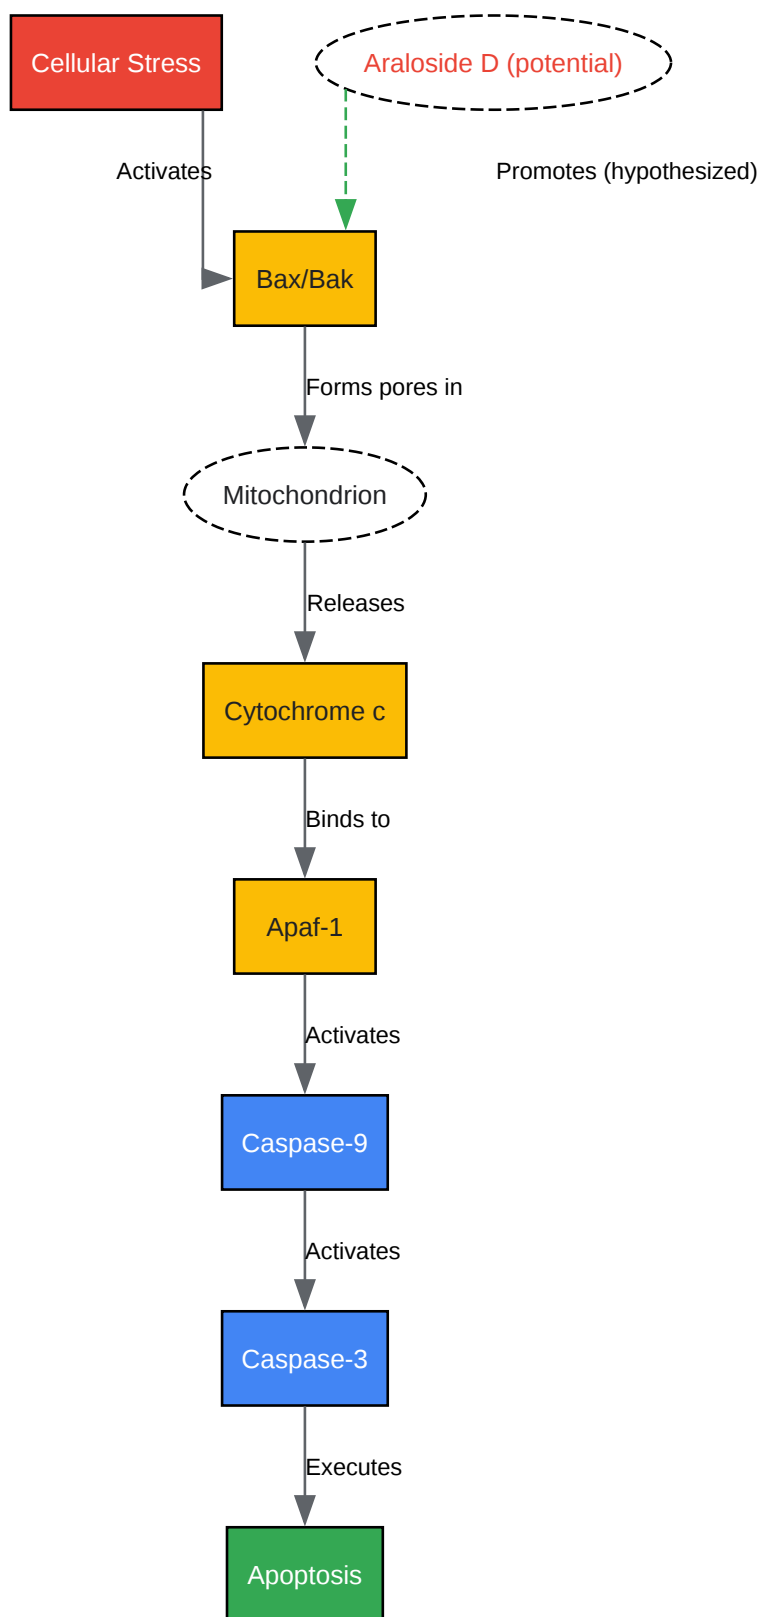 Cellular Stress
Araloside D (potential)
Activates
Promotes (hypothesized)
Bax/Bak
Forms pores in
Mitochondrion
Releases
Cytochrome c
Binds to
Apaf-1
Activates
Caspase-9
Activates
Caspase-3
Executes
Apoptosis